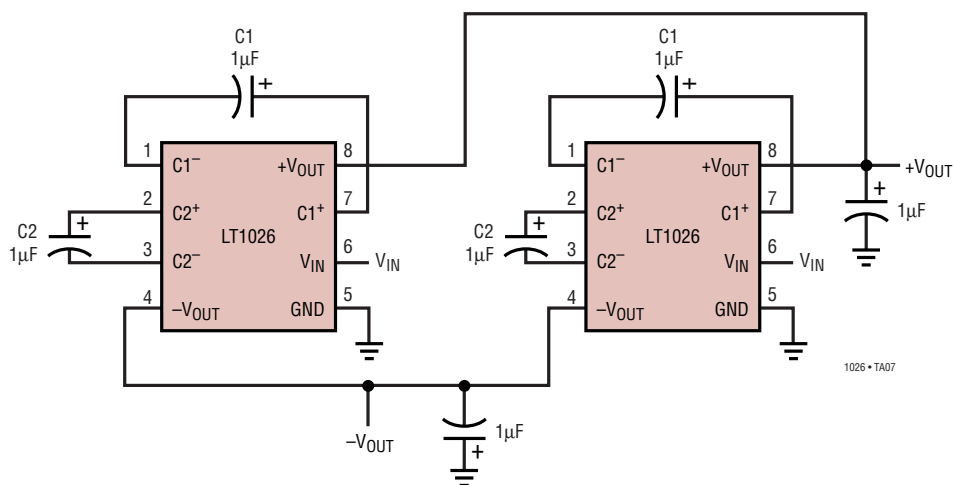 C1
1µF
+
1
C1–
2
C2+
3
C2–
4
–VOUT
+VOUT
8
C1+
7
VIN
6
VIN
GND
5
LT1026
C2
1µF
+
C1
1µF
+
1
C1–
2
C2+
3
C2–
4
–VOUT
+VOUT
8
C1+
7
VIN
6
VIN
GND
5
LT1026
C2
1µF
+
+VOUT
+
1µF
–VOUT
1µF
+
1026 • TA07